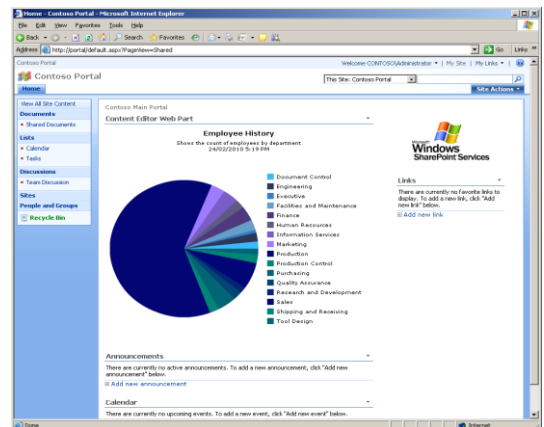 Home - Contoso Portal - Microsoft Internet Explorer
File Edit View Favorites Tools Help
Back Search Favorites
Address http://portal/default.aspx?PageView=Shared Go Links »
Contoso Portal Welcome CONTOSO\Administrator | My Site | My Links |
Contoso Portal This Site: Contoso Portal
Home Site Actions
View All Site Content
Documents
Shared Documents
Lists
Calendar
Tasks
Discussions
Team Discussion
Sites
People and Groups
Recycle Bin
Contoso Main Portal
Content Editor Web Part
Employee History
Shows the count of employees by department
24/02/2010 5:19 PM
Document Control
Engineering
Executive
Facilities and Maintenance
Finance
Human Resources
Information Services
Marketing
Production
Production Control
Purchasing
Quality Assurance
Research and Development
Sales
Shipping and Receiving
Tool Design
Announcements
There are currently no active announcements. To add a new announcement, click "Add new
announcement" below.
Add new announcement
Calendar
There are currently no upcoming events. To add a new event, click "Add new event" below.
Microsoft
Windows
SharePoint Services
Links
There are currently no favorite links to
display. To add a new link, click "Add
new link" below.
Add new link
Done Internet